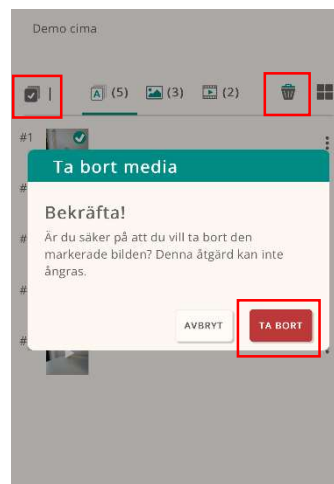 Demo cima
| A (5) (3) (2)
#1
Ta bort media
#
Bekräfta!
Är du säker på att du vill ta bort den
#
markerade bilden? Denna åtgärd kan inte
ångras.
#
AVBRYT TA BORT
#